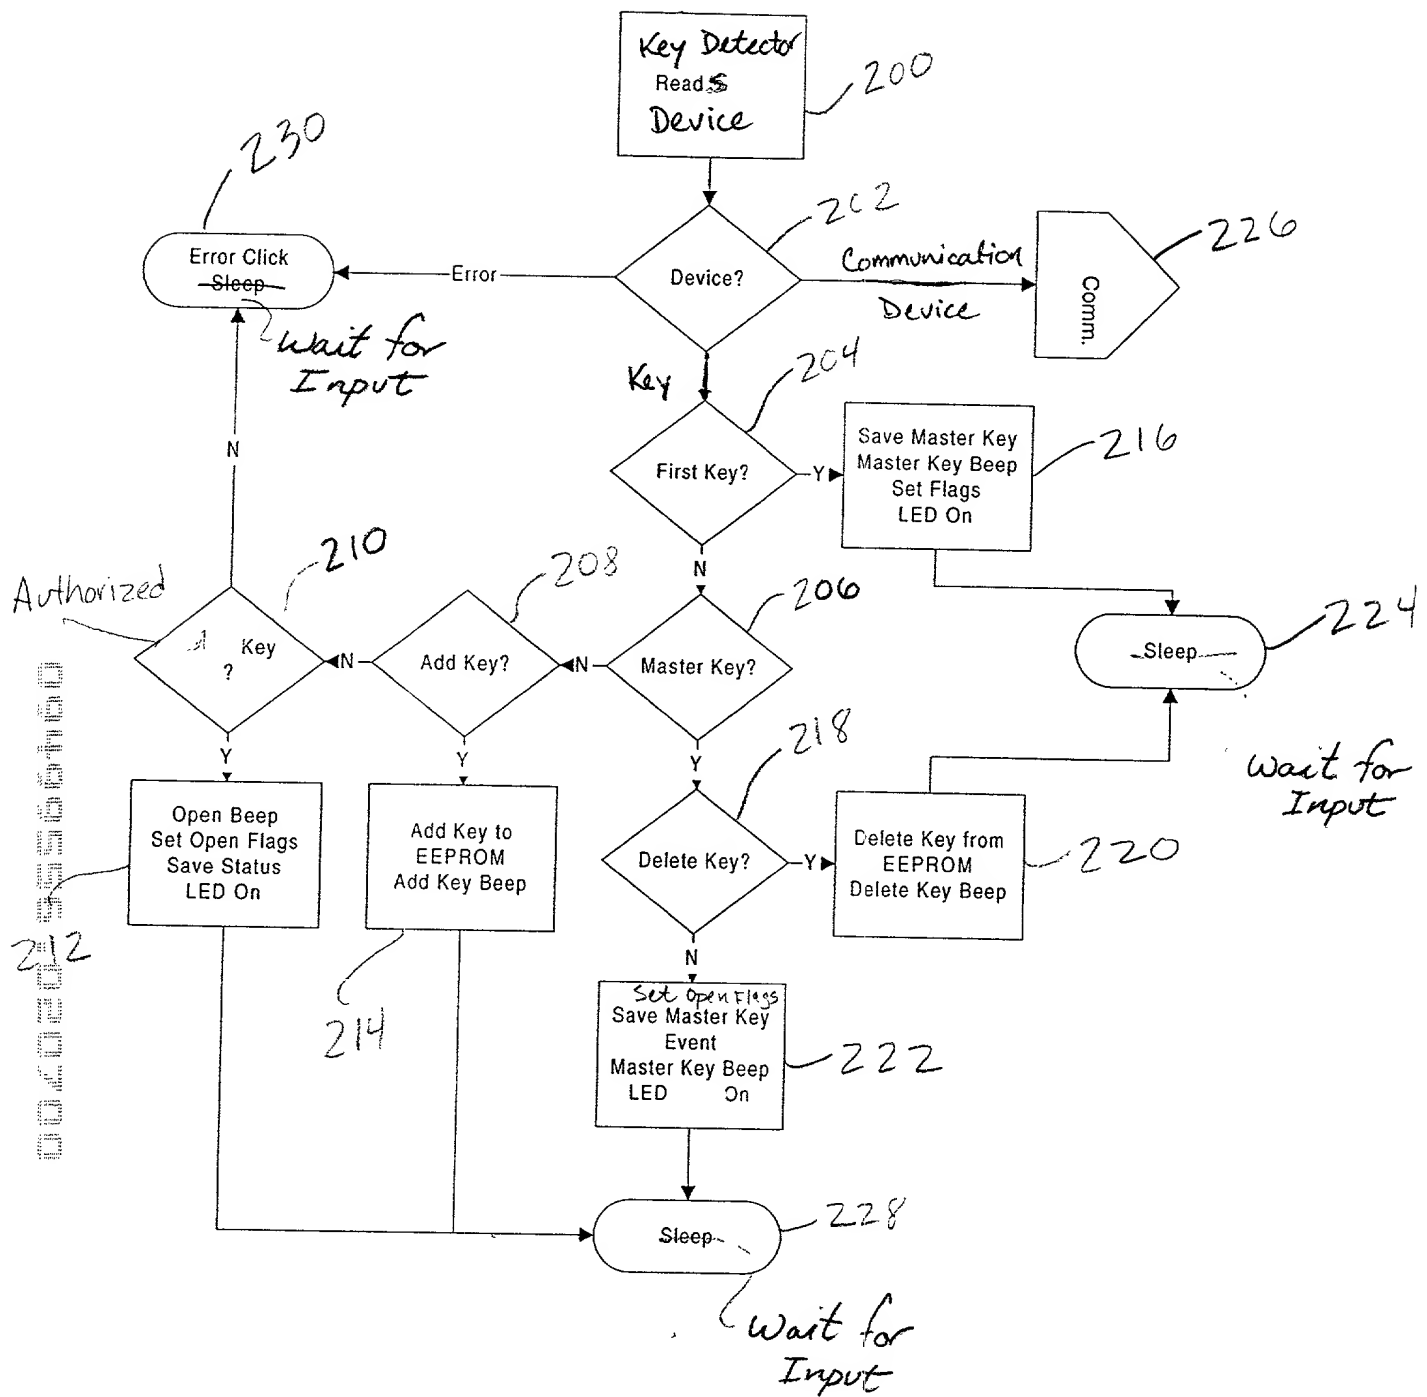 Key Detector
Reads
Device
200
230
202
226
Error Click
Sleep
Error
Device?
Communication
Device
Comm.
Wait for
Input
Key
204
N
First Key?
Y
Save Master Key
Master Key Beep
Set Flags
LED On
216
Authorized
210
208
N
206
224
Key
?
N
Add Key?
N
Master Key?
Sleep
Y
Y
Y
218
Wait for
Input
Open Beep
Set Open Flags
Save Status
LED On
Add Key to
EEPROM
Add Key Beep
Delete Key?
Y
Delete Key from
EEPROM
Delete Key Beep
220
212
214
N
Set Open Flags
Save Master Key
Event
Master Key Beep
LED On
222
Sleep
228
Wait for
Input